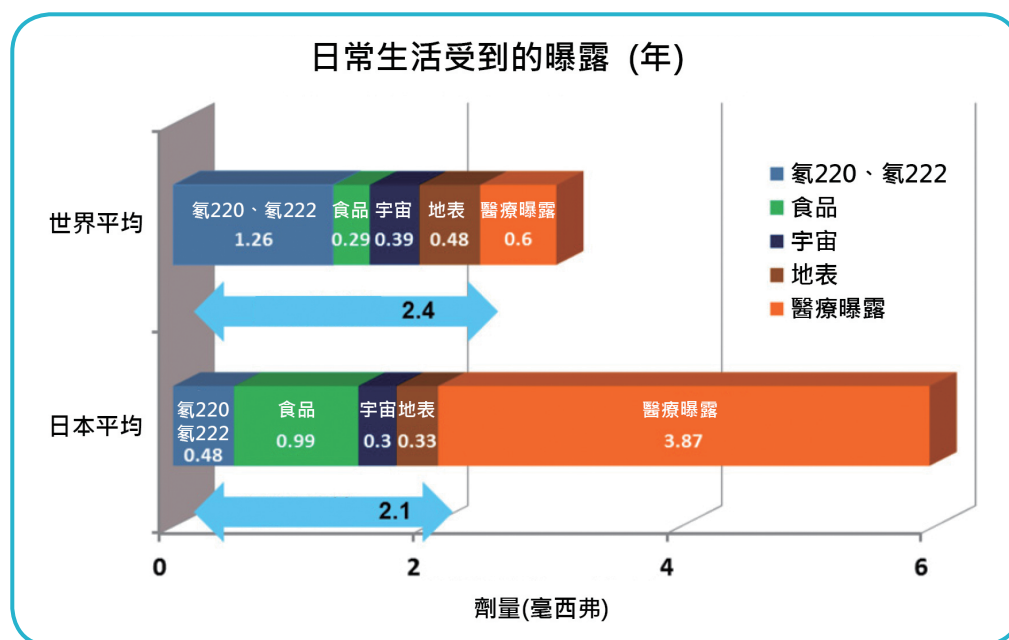 日常生活受到的曝露 (年)
世界平均
氡220、氡222
1.26
食品
0.29
宇宙
0.39
地表
0.48
醫療曝露
0.6
2.4
氡220、氡222
食品
宇宙
地表
醫療曝露
日本平均
氡220
氡222
0.48
食品
0.99
宇宙
0.3
地表
0.33
醫療曝露
3.87
2.1
0
2
4
6
劑量(毫西弗)